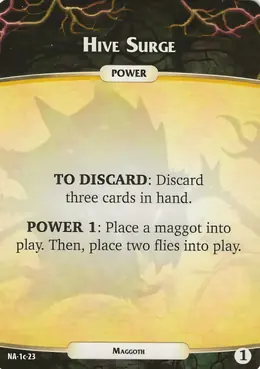 HIVE SURGE
POWER
TO DISCARD: Discard
three cards in hand.
POWER 1: Place a maggot into
play. Then, place two flies into play.
NA-1c-23
MAGGOTH
1